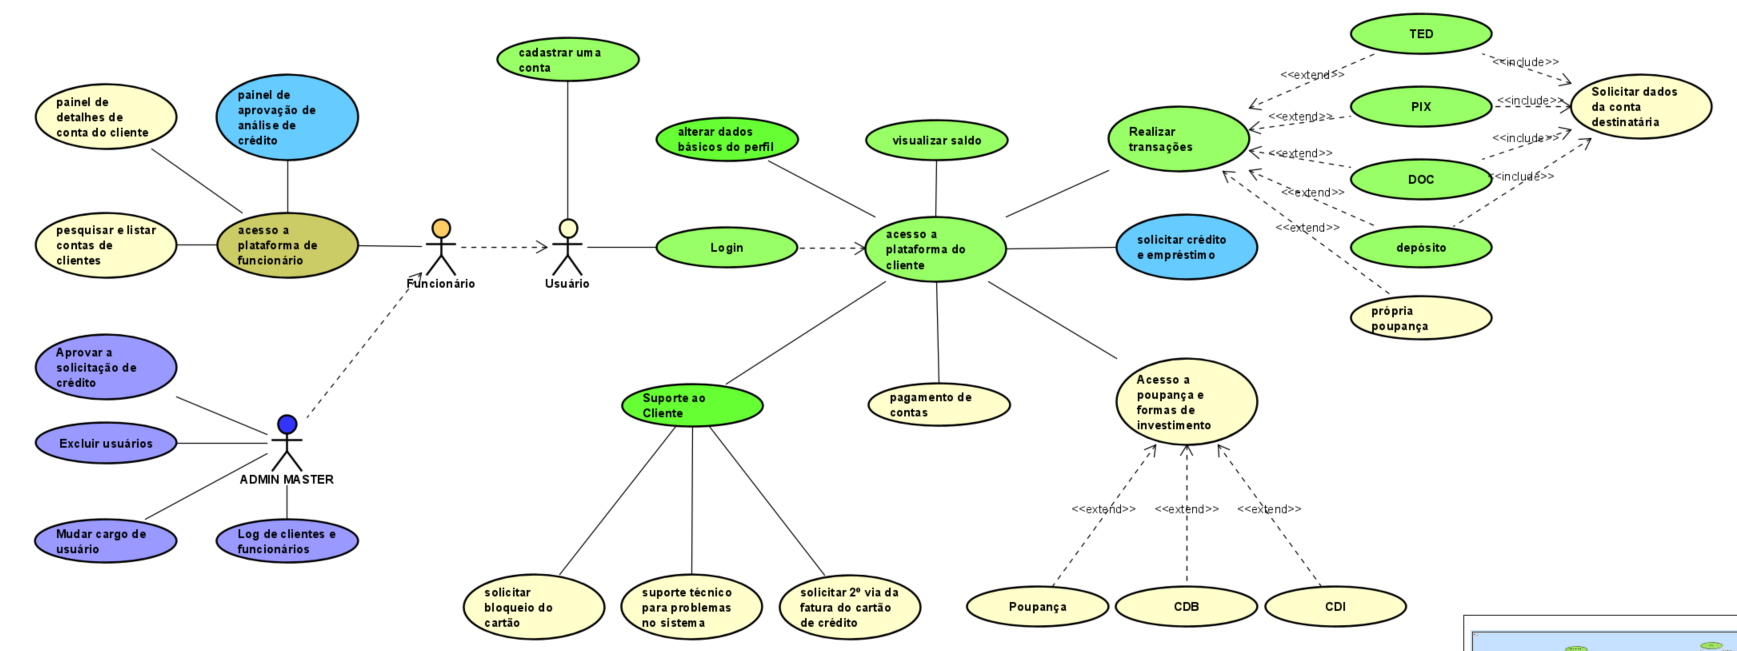 TED
<<include>>
<<extend>>
cadastrar uma
conta
painel de
detalhes de
conta do cliente
painel de
aprovação de
análise de
crédito
Solicitar dados
da conta
destinatária
PIX
<<include>>
<<extend>>
alterar dados
básicos do perfil
visualizar saldo
Realizar
transações
<<include>>
<<extend>>
DOC
<<include>>
<<extend>>
<<extend>>
pesquisar e listar
contas de
clientes
acesso a
plataforma de
funcionário
Funcionário
Usuário
Login
acesso a
plataforma do
cliente
solicitar crédito
e empréstimo
depósito
própria
poupança
Aprovar a
solicitação de
crédito
Excluir usuários
ADMIN MASTER
Mudar cargo de
usuário
Log de clientes e
funcionários
Suporte ao
Cliente
pagamento de
contas
Acesso a
poupança e
formas de
investimento
<<extend>>
<<extend>>
<<extend>>
solicitar
bloqueio do
cartão
suporte técnico
para problemas
no sistema
solicitar 2º via da
fatura do cartão
de crédito
Poupança
CDB
CDI